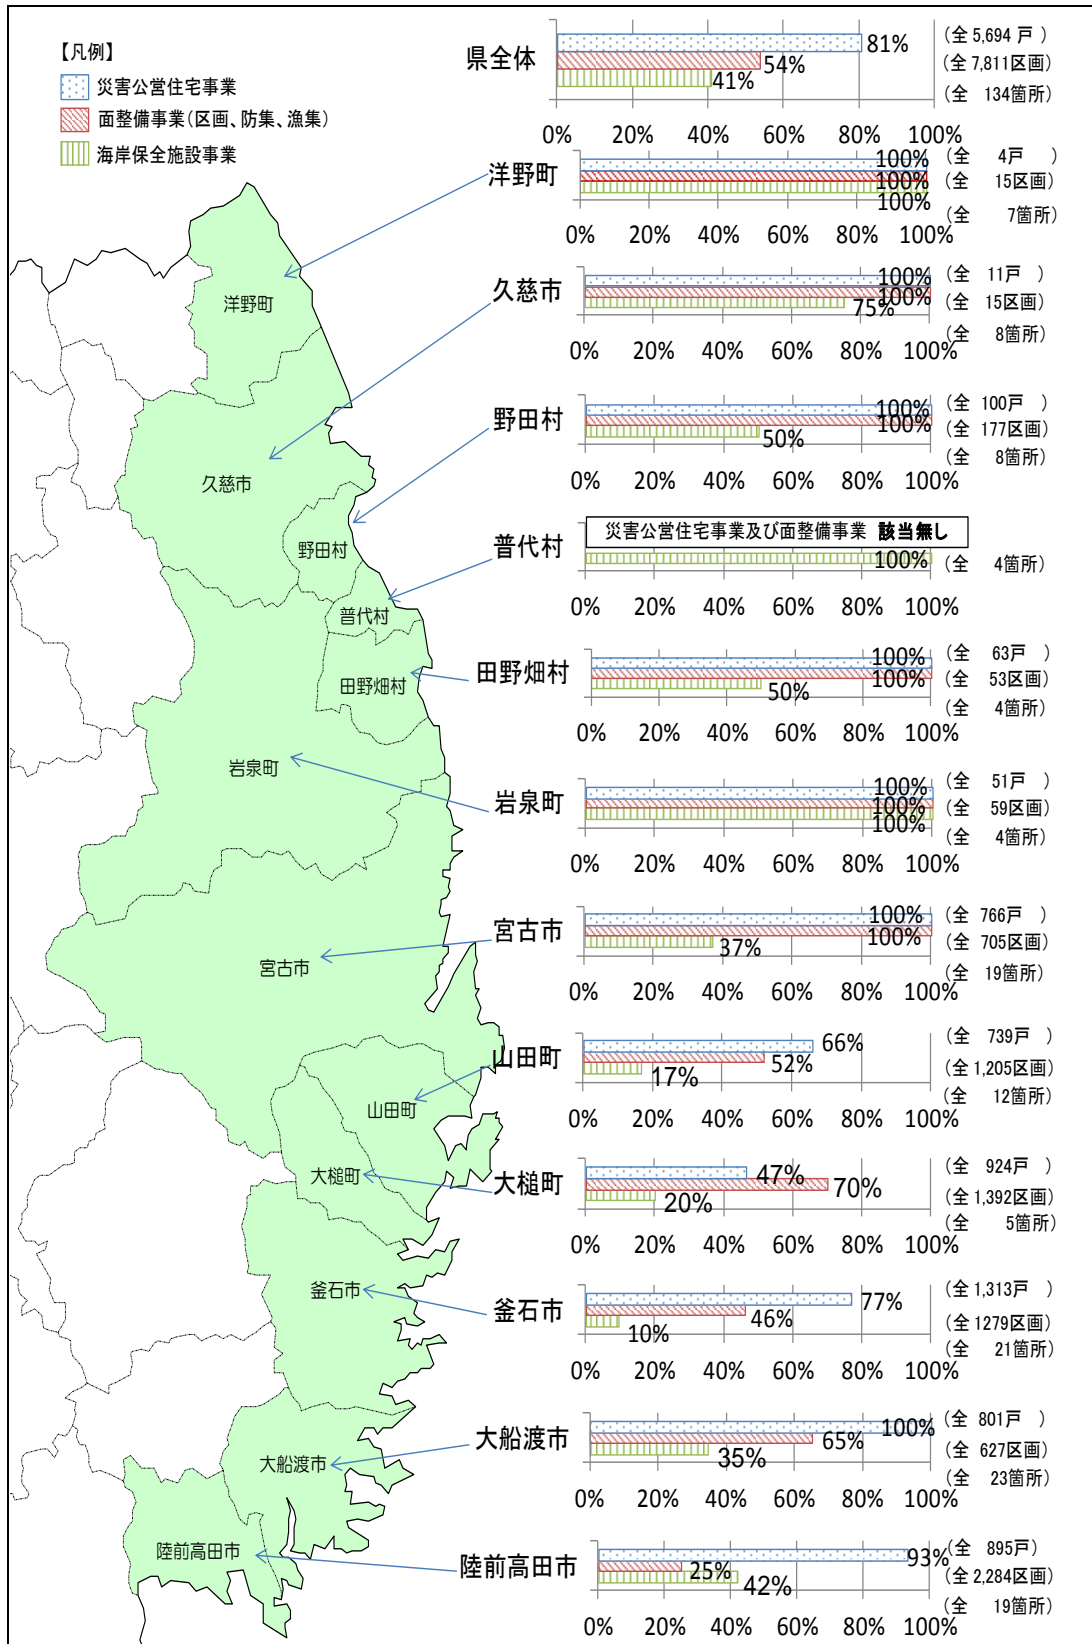 【凡例】
災害公営住宅事業
面整備事業(区画、防集、漁集)
海岸保全施設事業
県全体
81%
54%
41%
(全 5,694 戸 )
(全 7,811区画)
(全 134箇所)
0% 20% 40% 60% 80% 100%
洋野町
100%
100%
100%
(全 4戸 )
(全 15区画)
(全 7箇所)
0% 20% 40% 60% 80% 100%
久慈市
100%
100%
75%
(全 11戸 )
(全 15区画)
(全 8箇所)
0% 20% 40% 60% 80% 100%
野田村
100%
100%
50%
(全 100戸 )
(全 177区画)
(全 8箇所)
0% 20% 40% 60% 80% 100%
普代村
災害公営住宅事業及び面整備事業 該当無し
100%
(全 4箇所)
0% 20% 40% 60% 80% 100%
田野畑村
100%
100%
50%
(全 63戸 )
(全 53区画)
(全 4箇所)
0% 20% 40% 60% 80% 100%
岩泉町
100%
100%
100%
(全 51戸 )
(全 59区画)
(全 4箇所)
0% 20% 40% 60% 80% 100%
宮古市
100%
100%
37%
(全 766戸 )
(全 705区画)
(全 19箇所)
0% 20% 40% 60% 80% 100%
山田町
66%
52%
17%
(全 739戸 )
(全 1,205区画)
(全 12箇所)
0% 20% 40% 60% 80% 100%
大槌町
47%
70%
20%
(全 924戸 )
(全 1,392区画)
(全 5箇所)
0% 20% 40% 60% 80% 100%
釜石市
77%
46%
10%
(全 1,313戸 )
(全 1279区画)
(全 21箇所)
0% 20% 40% 60% 80% 100%
大船渡市
100%
65%
35%
(全 801戸 )
(全 627区画)
(全 23箇所)
0% 20% 40% 60% 80% 100%
陸前高田市
93%
25%
42%
(全 895戸)
(全 2,284区画)
(全 19箇所)
0% 20% 40% 60% 80% 100%
洋野町
久慈市
野田村
普代村
田野畑村
岩泉町
宮古市
山田町
大槌町
釜石市
大船渡市
陸前高田市